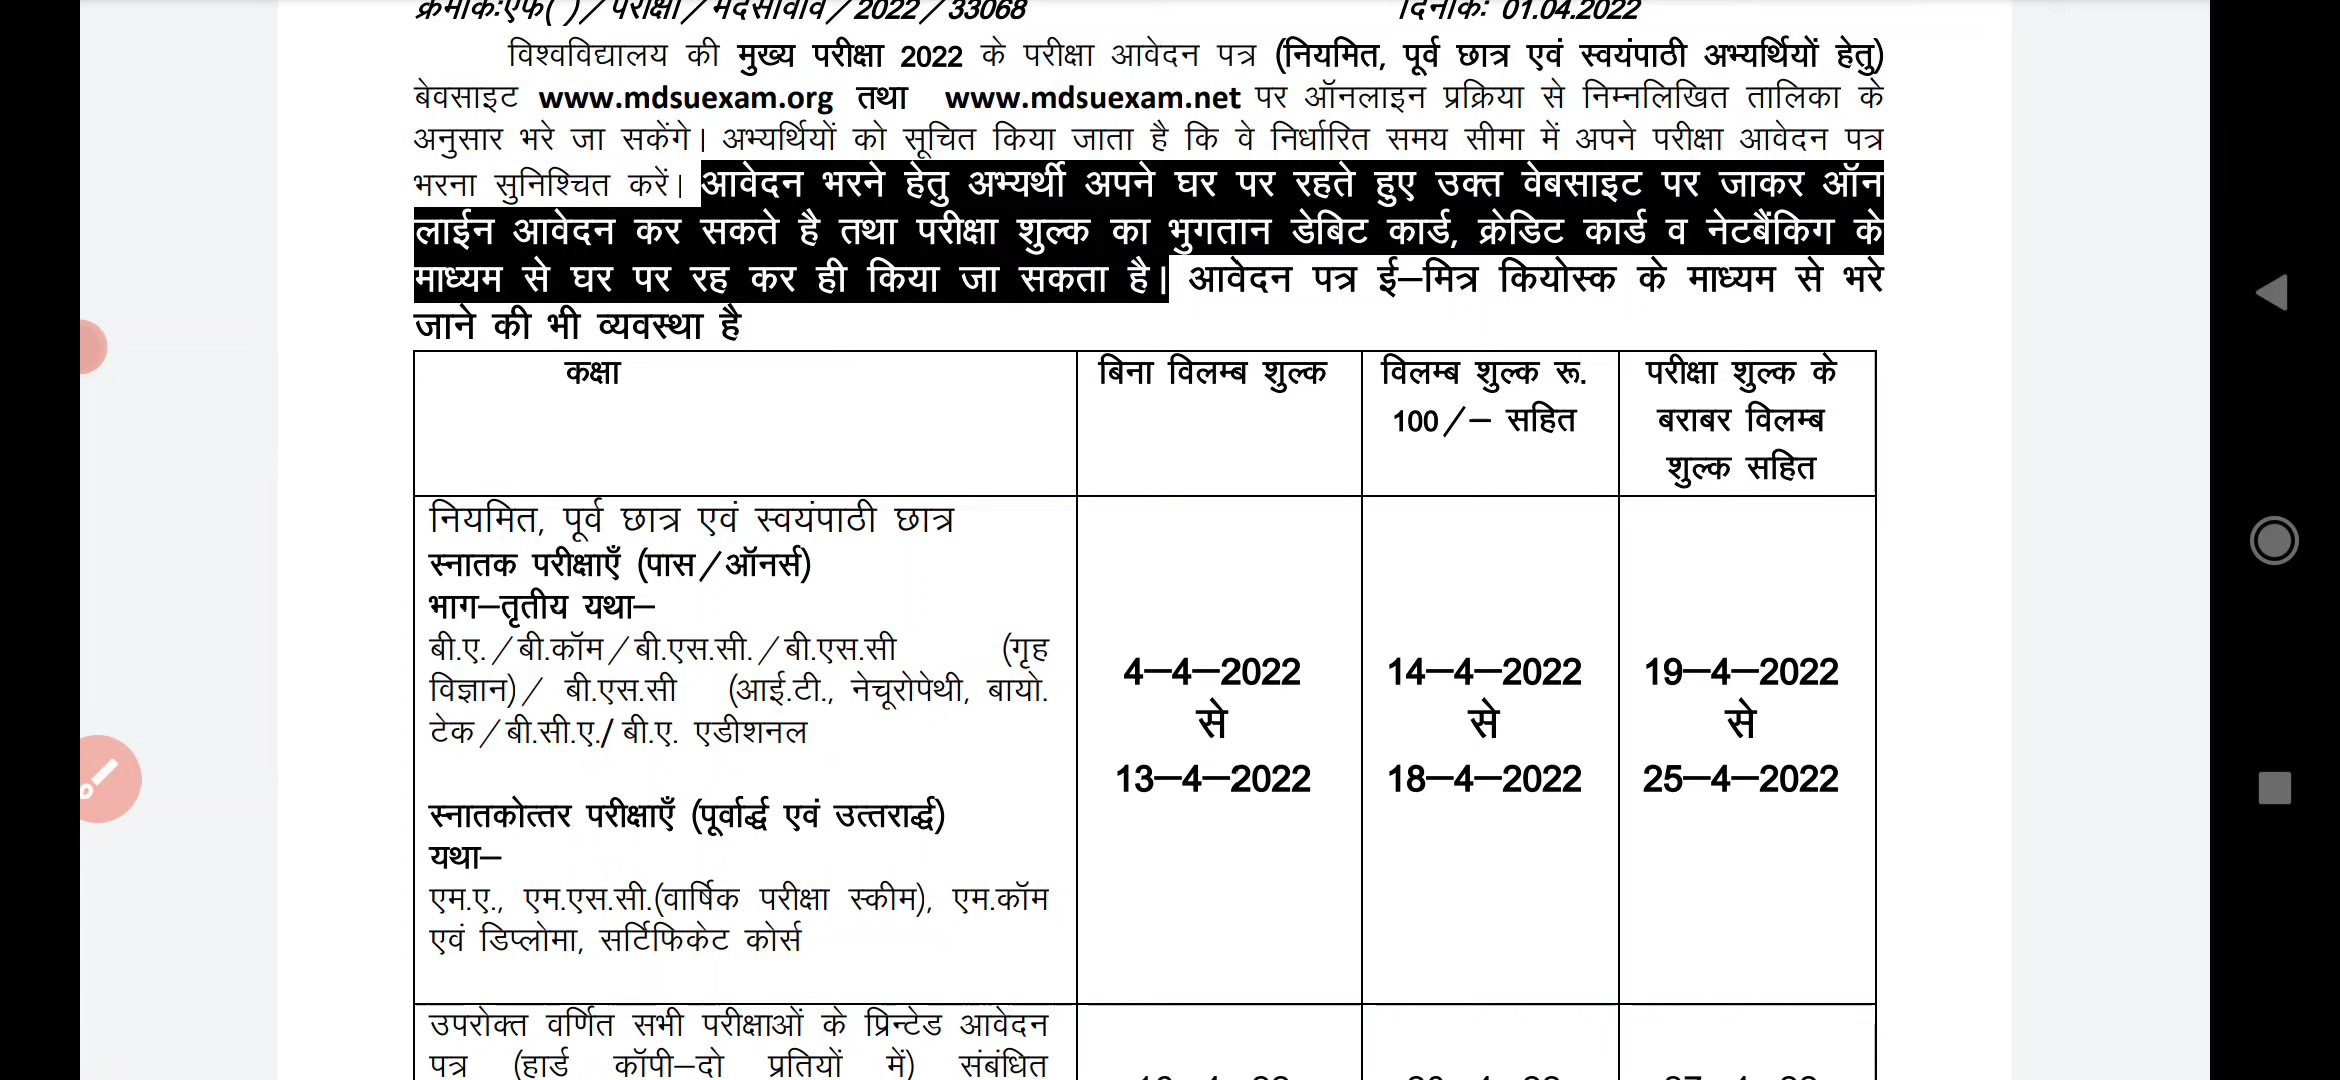 क्रमांक:एफ( )/परीक्षा/मदसविवि/2022/33068 दिनांक: 01.04.2022
विश्वविद्यालय की मुख्य परीक्षा 2022 के परीक्षा आवेदन पत्र (नियमित, पूर्व छात्र एवं स्वयंपाठी अभ्यर्थियों हेतु)
बेवसाइट www.mdsuexam.org तथा www.mdsuexam.net पर ऑनलाइन प्रक्रिया से निम्नलिखित तालिका के
अनुसार भरे जा सकेंगे। अभ्यर्थियों को सूचित किया जाता है कि वे निर्धारित समय सीमा में अपने परीक्षा आवेदन पत्र
भरना सुनिश्चित करें। आवेदन भरने हेतु अभ्यर्थी अपने घर पर रहते हुए उक्त वेबसाइट पर जाकर ऑन
लाईन आवेदन कर सकते है तथा परीक्षा शुल्क का भुगतान डेबिट कार्ड, क्रेडिट कार्ड व नेटबैंकिग के
माध्यम से घर पर रह कर ही किया जा सकता है। आवेदन पत्र ई–मित्र कियोस्क के माध्यम से भरे
जाने की भी व्यवस्था है
कक्षा
बिना विलम्ब शुल्क
विलम्ब शुल्क रू.
100/– सहित
परीक्षा शुल्क के
बराबर विलम्ब
शुल्क सहित
नियमित, पूर्व छात्र एवं स्वयंपाठी छात्र
स्नातक परीक्षाएँ (पास/ऑनर्स)
भाग–तृतीय यथा–
बी.ए./बी.कॉम/बी.एस.सी./बी.एस.सी (गृह
विज्ञान)/ बी.एस.सी (आई.टी., नेचूरोपेथी, बायो.
टेक/बी.सी.ए./ बी.ए. एडीशनल
स्नातकोत्तर परीक्षाएँ (पूर्वार्द्ध एवं उत्तरार्द्ध)
यथा–
एम.ए., एम.एस.सी.(वार्षिक परीक्षा स्कीम), एम.कॉम
एवं डिप्लोमा, सर्टिफिकेट कोर्स
4–4–2022
से
13–4–2022
14–4–2022
से
18–4–2022
19–4–2022
से
25–4–2022
उपरोक्त वर्णित सभी परीक्षाओं के प्रिन्टेड आवेदन
पत्र (हार्ड कॉपी–दो प्रतियों में) संबंधित